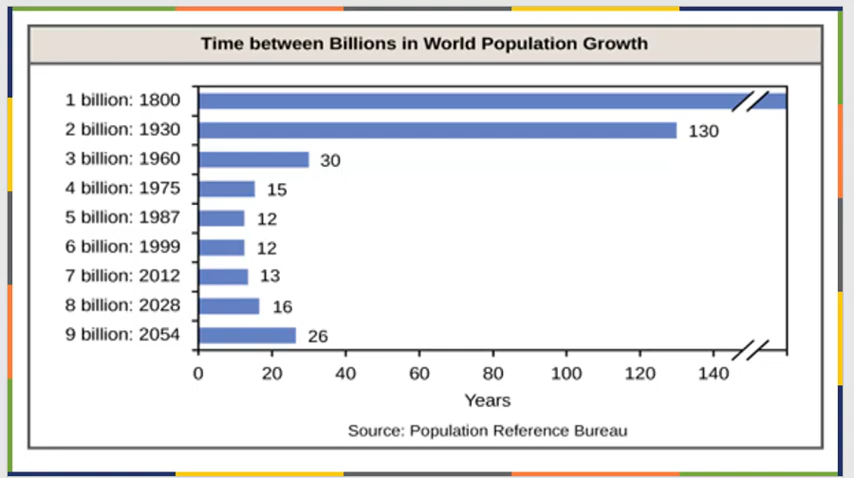 Time between Billions in World Population Growth
1 billion: 1800
2 billion: 1930 130
3 billion: 1960 30
4 billion: 1975 15
5 billion: 1987 12
6 billion: 1999 12
7 billion: 2012 13
8 billion: 2028 16
9 billion: 2054 26
0 20 40 60 80 100 120 140
Years
Source: Population Reference Bureau